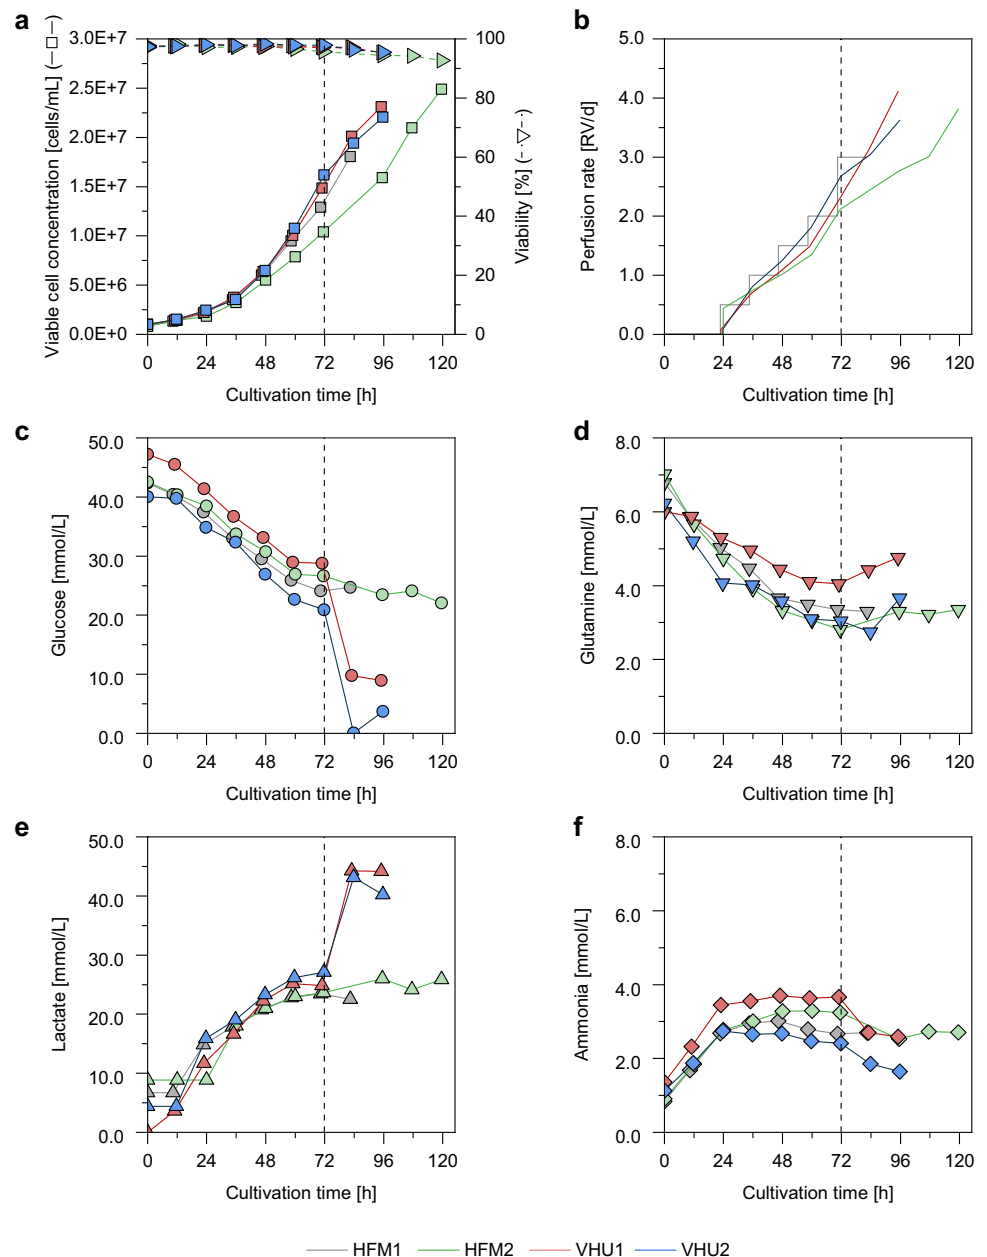 a
Viable cell concentration [cells/mL] (−□−)
3.0E+7
2.5E+7
2.0E+7
1.5E+7
1.0E+7
5.0E+6
0.0E+0
100
80
60
40
20
0
Viability [%] (-·▽-·)
0 24 48 72 96 120
Cultivation time [h]
b
Perfusion rate [RV/d]
5.0
4.0
3.0
2.0
1.0
0.0
0 24 48 72 96 120
Cultivation time [h]
c
Glucose [mmol/L]
50.0
40.0
30.0
20.0
10.0
0.0
0 24 48 72 96 120
Cultivation time [h]
d
Glutamine [mmol/L]
8.0
6.0
4.0
2.0
0.0
0 24 48 72 96 120
Cultivation time [h]
e
Lactate [mmol/L]
50.0
40.0
30.0
20.0
10.0
0.0
0 24 48 72 96 120
Cultivation time [h]
f
Ammonia [mmol/L]
8.0
6.0
4.0
2.0
0.0
0 24 48 72 96 120
Cultivation time [h]
HFM1 HFM2 VHU1 VHU2